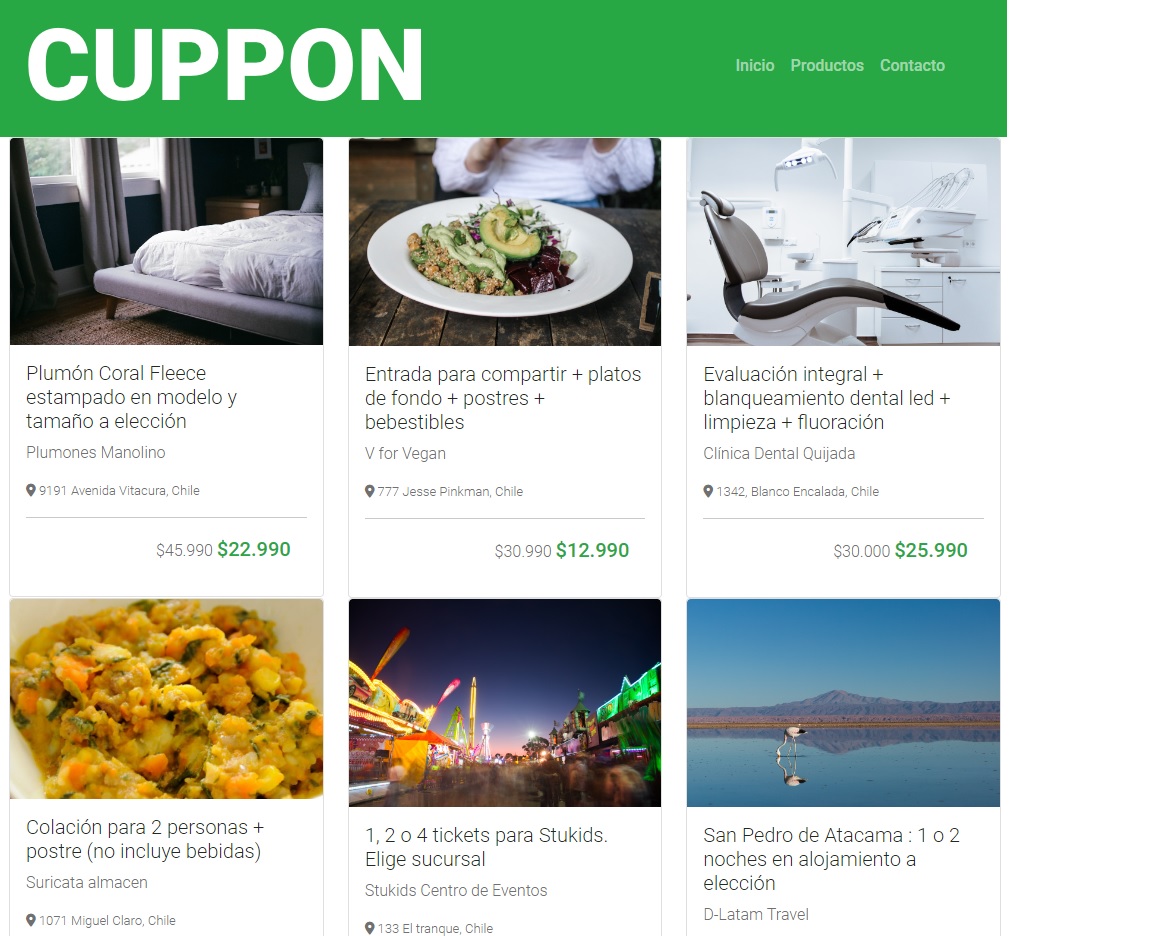 CUPPON
Inicio Productos Contacto
Plumón Coral Fleece
estampado en modelo y
tamaño a elección
Plumones Manolino
9191 Avenida Vitacura, Chile
$45.990 $22.990
Entrada para compartir + platos
de fondo + postres +
bebestibles
V for Vegan
777 Jesse Pinkman, Chile
$30.990 $12.990
Evaluación integral +
blanqueamiento dental led +
limpieza + fluoración
Clínica Dental Quijada
1342, Blanco Encalada, Chile
$30.000 $25.990
Colación para 2 personas +
postre (no incluye bebidas)
Suricata almacen
1071 Miguel Claro, Chile
1, 2 o 4 tickets para Stukids.
Elige sucursal
Stukids Centro de Eventos
133 El tranque, Chile
San Pedro de Atacama : 1 o 2
noches en alojamiento a
elección
D-Latam Travel